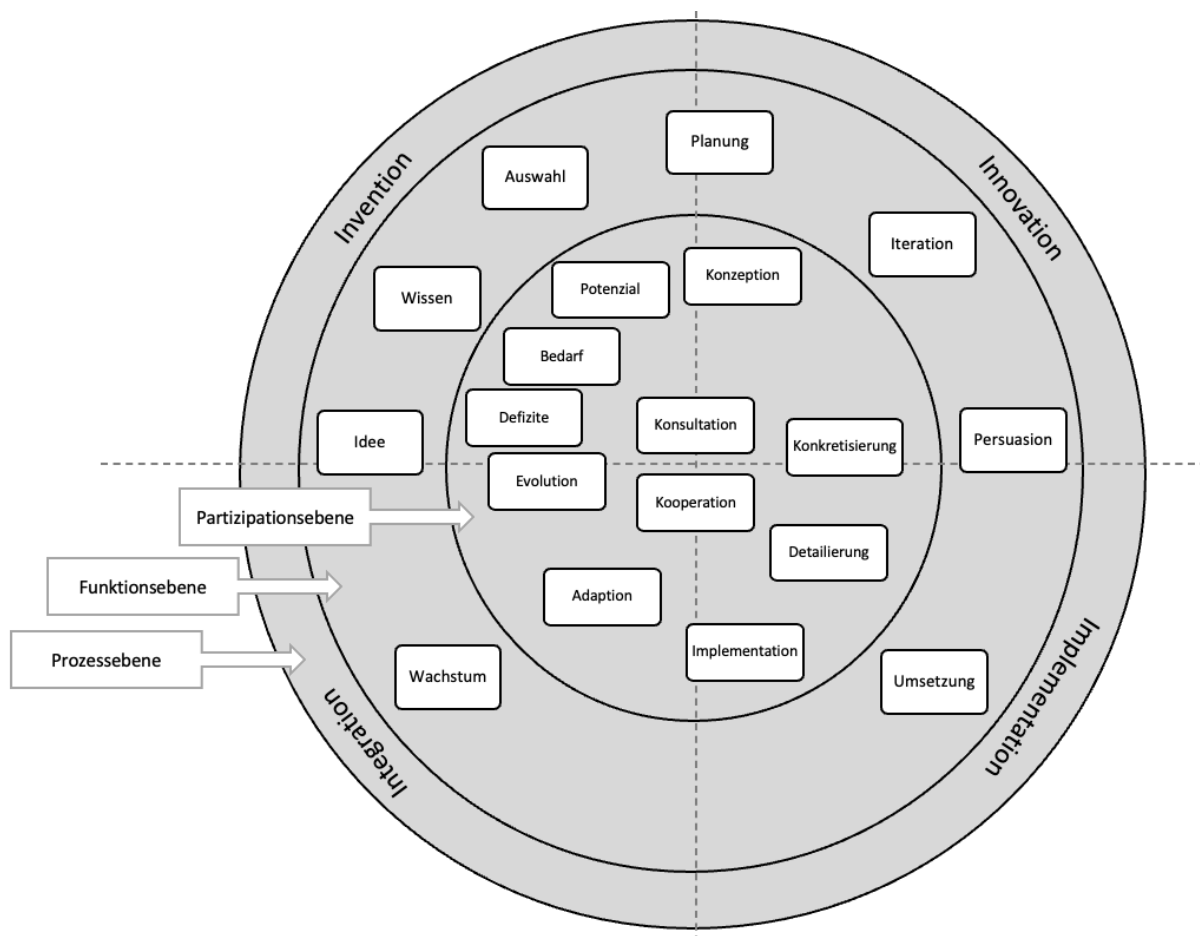 Planung
Auswahl
Invention
Innovation
Iteration
Wissen
Potenzial
Konzeption
Bedarf
Defizite
Konsultation
Idee
Konkretisierung
Persuasion
Evolution
Kooperation
Partizipationsebene
Detailierung
Funktionsebene
Adaption
Prozessebene
Implementation
Wachstum
Umsetzung
Integration
Implementation